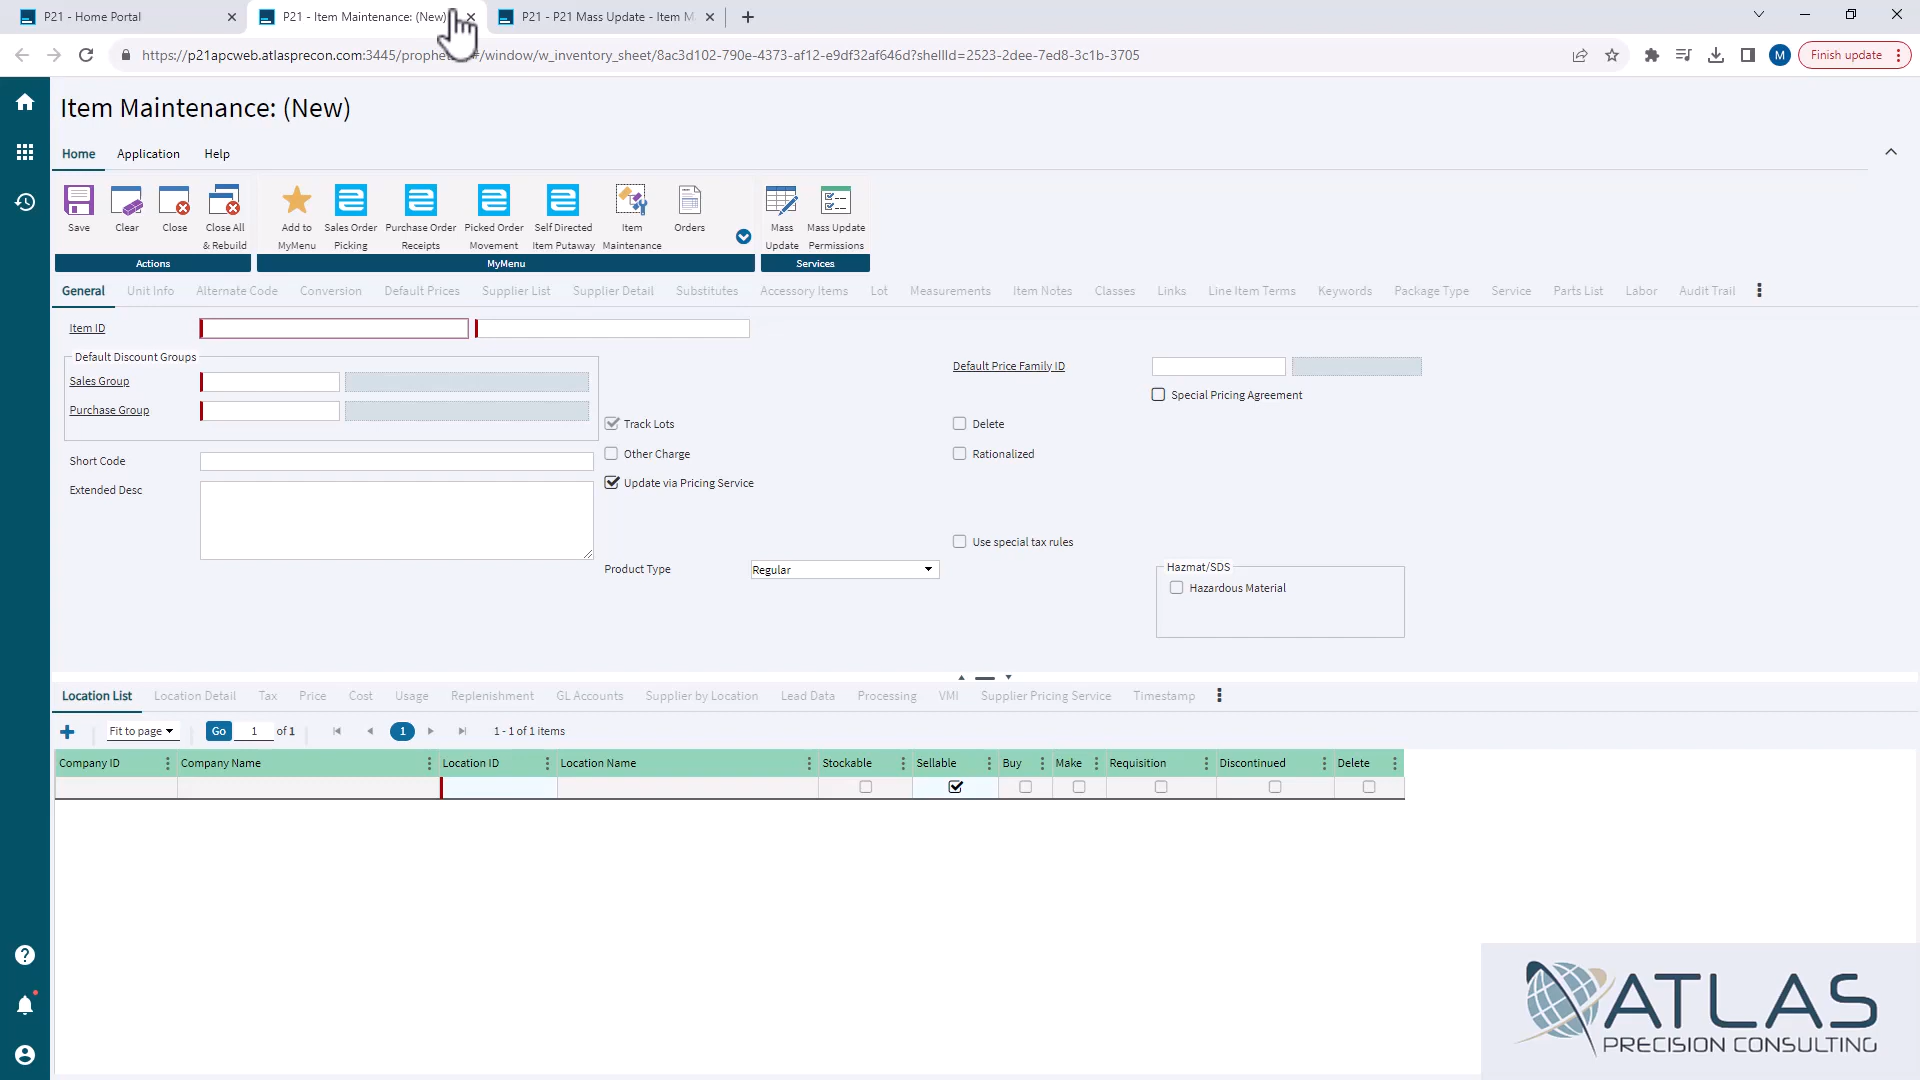 P21 - Home Portal
P21 - Item Maintenance: (New)
P21 - P21 Mass Update - Item M
https://p21apcweb.atlasprecon.com:3445/prophet #/window/w_inventory_sheet/8ac3d102-790e-4373-af12-e9df32af646d?shellId=2523-2dee-7ed8-3c1b-3705
M
Finish update
Item Maintenance: (New)
Home Application Help
Save
Clear
Close
Close All & Rebuild
Add to MyMenu
Sales Order Picking
Purchase Order Receipts
Picked Order Movement
Self Directed Item Putaway
Item Maintenance
Orders
Mass Update
Mass Update Permissions
Actions
MyMenu
Services
General Unit Info Alternate Code Conversion Default Prices Supplier List Supplier Detail Substitutes Accessory Items Lot Measurements Item Notes Classes Links Line Item Terms Keywords Package Type Service Parts List Labor Audit Trail
Item ID
Default Discount Groups
Sales Group
Purchase Group
Default Price Family ID
Special Pricing Agreement
Track Lots
Delete
Short Code
Other Charge
Rationalized
Extended Desc
Update via Pricing Service
Use special tax rules
Product Type
Regular
Hazmat/SDS
Hazardous Material
Location List Location Detail Tax Price Cost Usage Replenishment GL Accounts Supplier by Location Lead Data Processing VMI Supplier Pricing Service Timestamp
Fit to page
Go 1 of 1
1
1 - 1 of 1 items
Company ID Company Name Location ID Location Name Stockable Sellable Buy Make Requisition Discontinued Delete
ATLAS
PRECISION CONSULTING